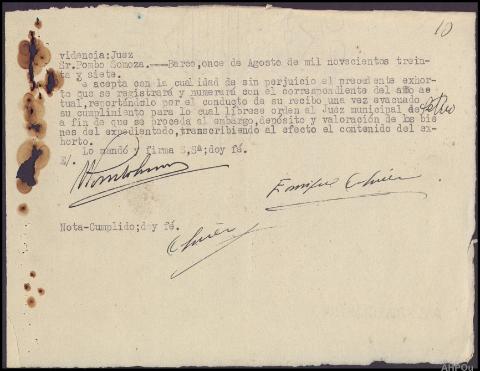 10
videncia:Juez
Sr.Pombo Somoza.----Barco,once de Agosto de mil novecientos trein-
ta y siete.
e acepta con la cualidad de sin perjuicio el precedente exhor-
to que se registrará y numerará con el correspondiente del año ac
tual,reportándolo por el conducto de su recibo una vez evacuado
su cumplimiento para lo cual líbrese orden al Juez municipal de
a fin de que se proceda al embargo,depósito y valoración de los bie
nes del expedientado,transcribiendo al efecto el contenido del ex-
horto.
Lo mandó y firma S.Sª;doy fé.
E/.
Enrique
Nota-Cumplido;doy fé.
AHPOu